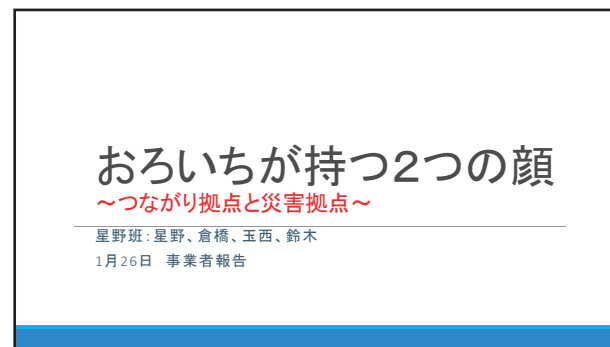 おろいちが持つ2つの顔
～つながり拠点と災害拠点～
星野班：星野、倉橋、玉西、鈴木
1月26日 事業者報告